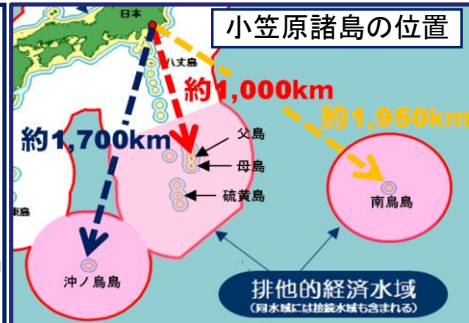 小笠原諸島の位置
日本
八丈島
約1,000km
約1,950km
約1,700km
父島
母島
硫黄島
南鳥島
沖ノ鳥島
排他的経済水域
(同水域には接続水域も含まれる)